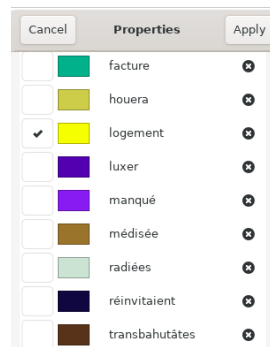 Cancel Properties Apply
facture
houera
logement
luxer
manqué
médisée
radiées
réinvitaient
transbahutâtes